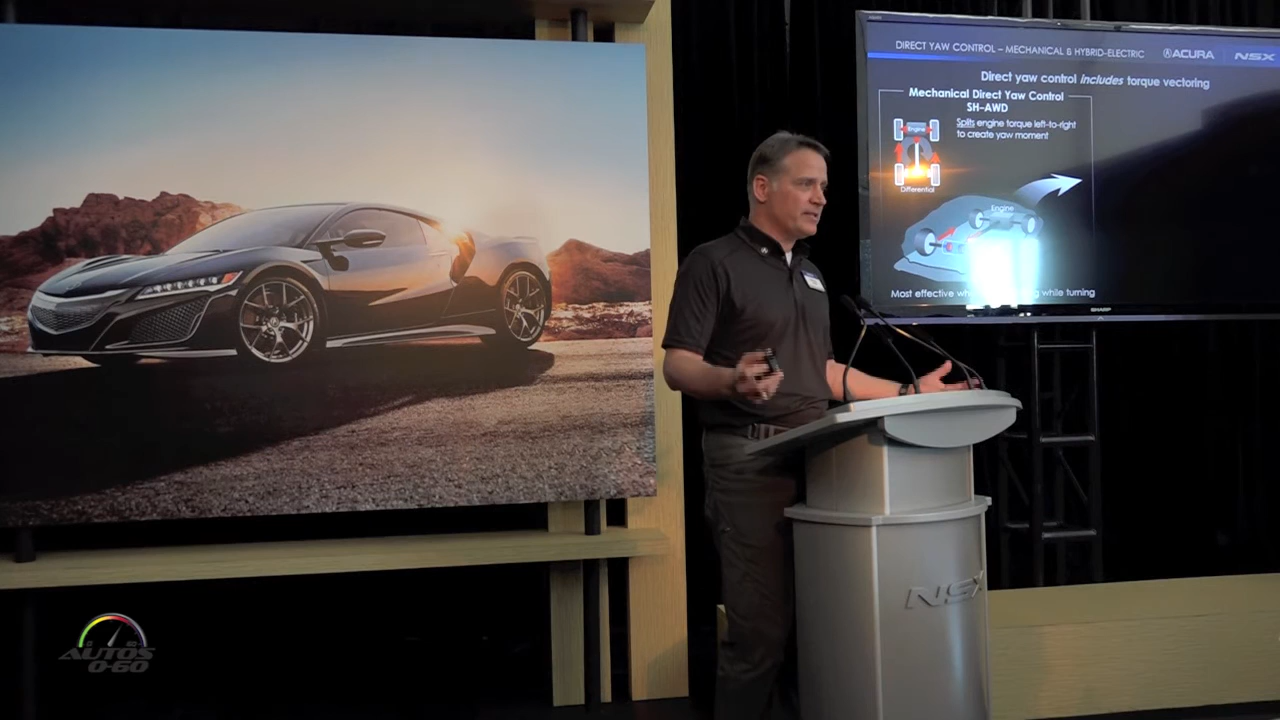 DIRECT YAW CONTROL – MECHANICAL & HYBRID-ELECTRIC
ACURA
NSX
Direct yaw control includes torque vectoring
Mechanical Direct Yaw Control
SH-AWD
Splits engine torque left-to-right
to create yaw moment
Engine
Differential
Engine
Most effective while turning
SHARP
NSX
AUTOS
0-60